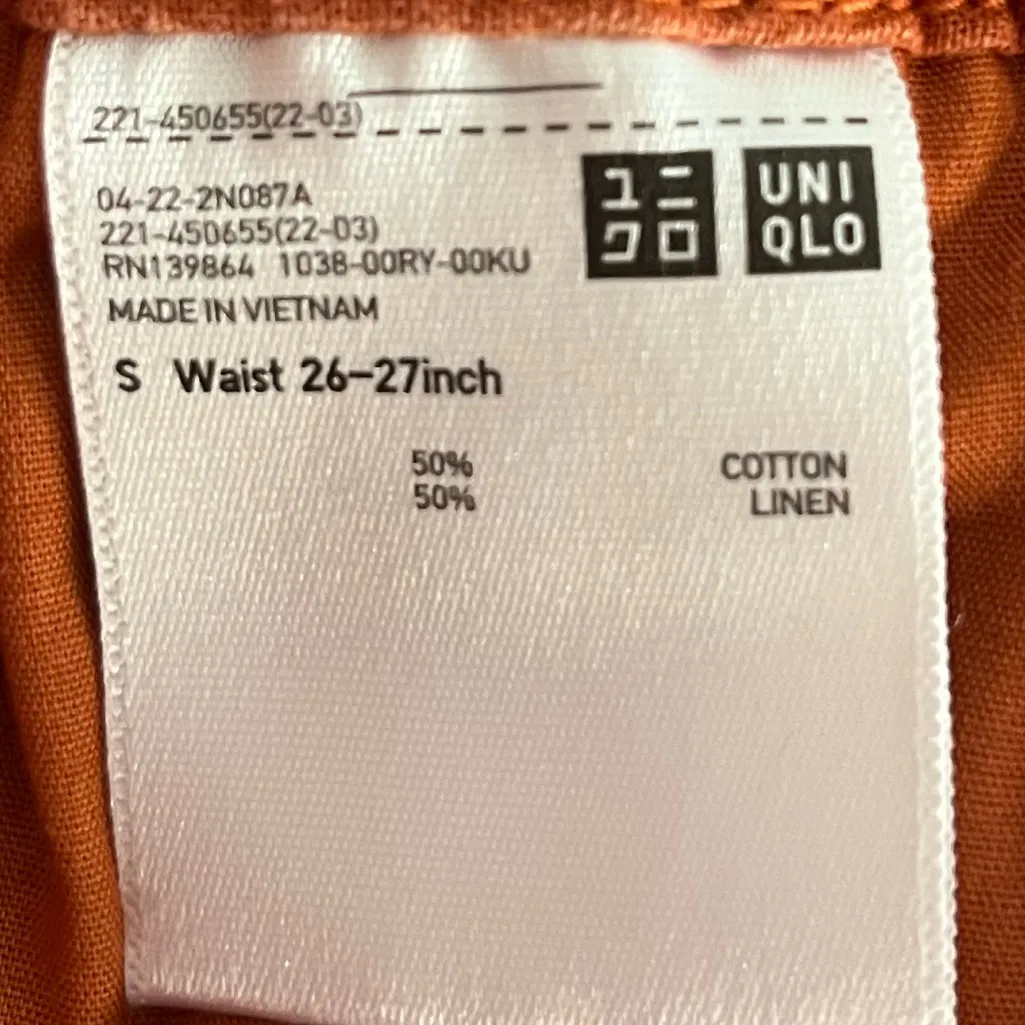 221-450655(22-03)
04-22-2N087A
221-450655(22-03)
RN139864 1038-00RY-00KU
MADE IN VIETNAM
ユニ
クロ
UNI
QLO
S Waist 26-27inch
50% COTTON
50% LINEN